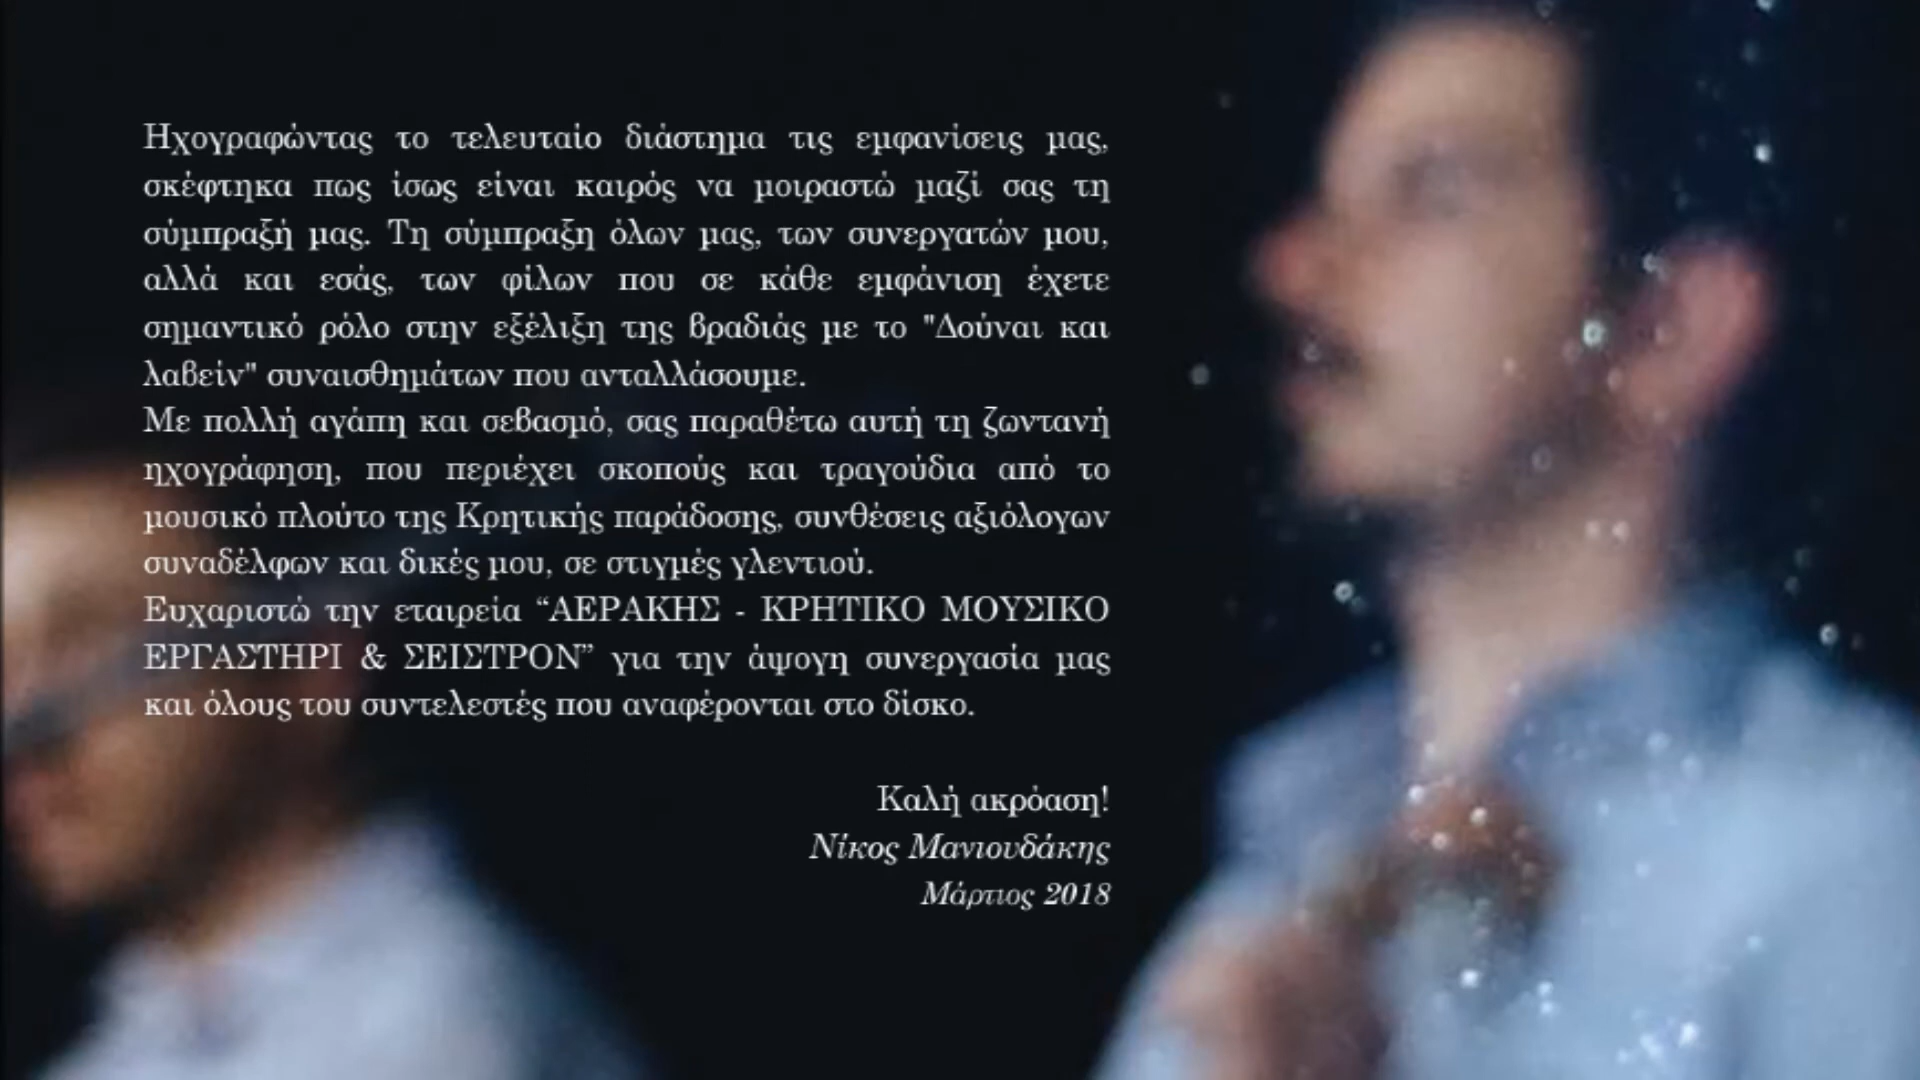 Ηχογραφώντας το τελευταίο διάστημα τις εμφανίσεις μας,
σκέφτηκα πως ίσως είναι καιρός να μοιραστώ μαζί σας τη
σύμπραξή μας. Τη σύμπραξη όλων μας, των συνεργατών μου,
αλλά και εσάς, των φίλων που σε κάθε εμφάνιση έχετε
σημαντικό ρόλο στην εξέλιξη της βραδιάς με το "Δούναι και
λαβείν" συναισθημάτων που ανταλλάσουμε.
Με πολλή αγάπη και σεβασμό, σας παραθέτω αυτή τη ζωντανή
ηχογράφηση, που περιέχει σκοπούς και τραγούδια από το
μουσικό πλούτο της Κρητικής παράδοσης, συνθέσεις αξιόλογων
συναδέλφων και δικές μου, σε στιγμές γλεντιού.
Ευχαριστώ την εταιρεία “ΑΕΡΑΚΗΣ - ΚΡΗΤΙΚΟ ΜΟΥΣΙΚΟ
ΕΡΓΑΣΤΗΡΙ & ΣΕΙΣΤΡΟΝ” για την άψογη συνεργασία μας
και όλους του συντελεστές που αναφέρονται στο δίσκο.
Καλή ακρόαση!
Νίκος Μανιουδάκης
Μάρτιος 2018